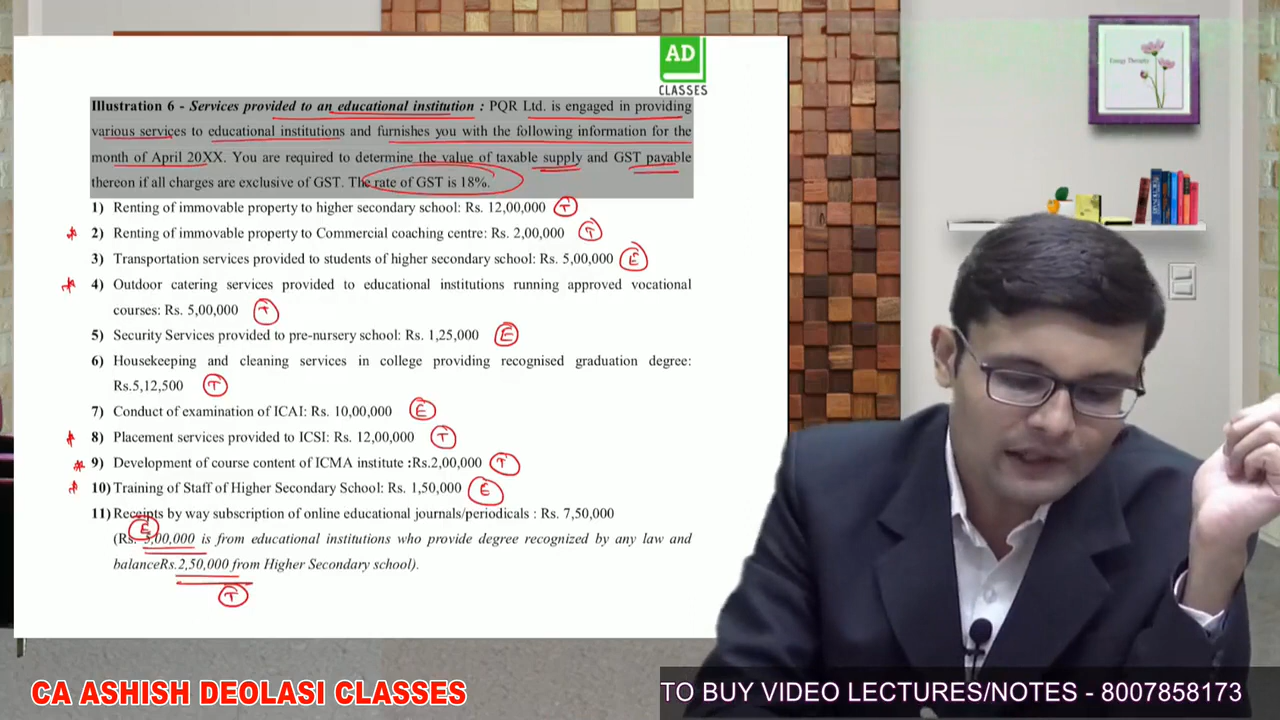 AD
CLASSES
Energy Therapy
Illustration 6 - Services provided to an educational institution : PQR Ltd. is engaged in providing
various services to educational institutions and furnishes you with the following information for the
month of April 20XX. You are required to determine the value of taxable supply and GST payable
thereon if all charges are exclusive of GST. The rate of GST is 18%.
1) Renting of immovable property to higher secondary school: Rs. 12,00,000 T
* 2) Renting of immovable property to Commercial coaching centre: Rs. 2,00,000 T
3) Transportation services provided to students of higher secondary school: Rs. 5,00,000 E
* 4) Outdoor catering services provided to educational institutions running approved vocational
courses: Rs. 5,00,000 T
5) Security Services provided to pre-nursery school: Rs. 1,25,000 E
6) Housekeeping and cleaning services in college providing recognised graduation degree:
Rs.5,12,500 T
7) Conduct of examination of ICAI: Rs. 10,00,000 E
* 8) Placement services provided to ICSI: Rs. 12,00,000 T
* 9) Development of course content of ICMA institute :Rs.2,00,000 T
* 10) Training of Staff of Higher Secondary School: Rs. 1,50,000 E
11) Receipts by way subscription of online educational journals/periodicals : Rs. 7,50,000
E
(Rs. 5,00,000 is from educational institutions who provide degree recognized by any law and
balanceRs.2,50,000 from Higher Secondary school).
T
CA ASHISH DEOLASI CLASSES
TO BUY VIDEO LECTURES/NOTES - 8007858173